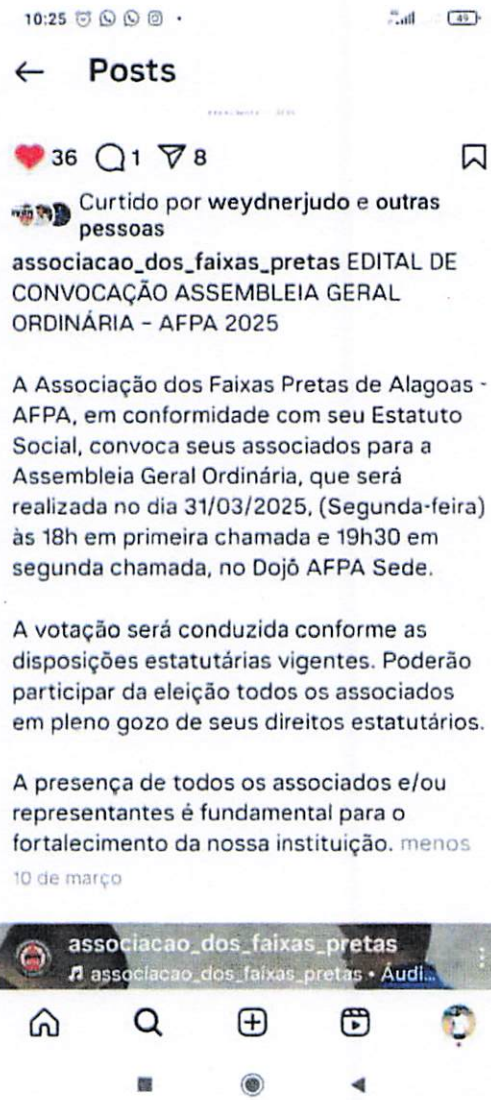 10:25
49
Posts
36 1 8
Curtido por weydnerjudo e outras
pessoas
associacao_dos_faixas_pretas EDITAL DE
CONVOCAÇÃO ASSEMBLEIA GERAL
ORDINÁRIA - AFPA 2025
A Associação dos Faixas Pretas de Alagoas -
AFPA, em conformidade com seu Estatuto
Social, convoca seus associados para a
Assembleia Geral Ordinária, que será
realizada no dia 31/03/2025, (Segunda-feira)
às 18h em primeira chamada e 19h30 em
segunda chamada, no Dojô AFPA Sede.
A votação será conduzida conforme as
disposições estatutárias vigentes. Poderão
participar da eleição todos os associados
em pleno gozo de seus direitos estatutários.
A presença de todos os associados e/ou
representantes é fundamental para o
fortalecimento da nossa instituição. menos
10 de março
associacao_dos_faixas_pretas
associacao_dos_faixas_pretas • Áudi...